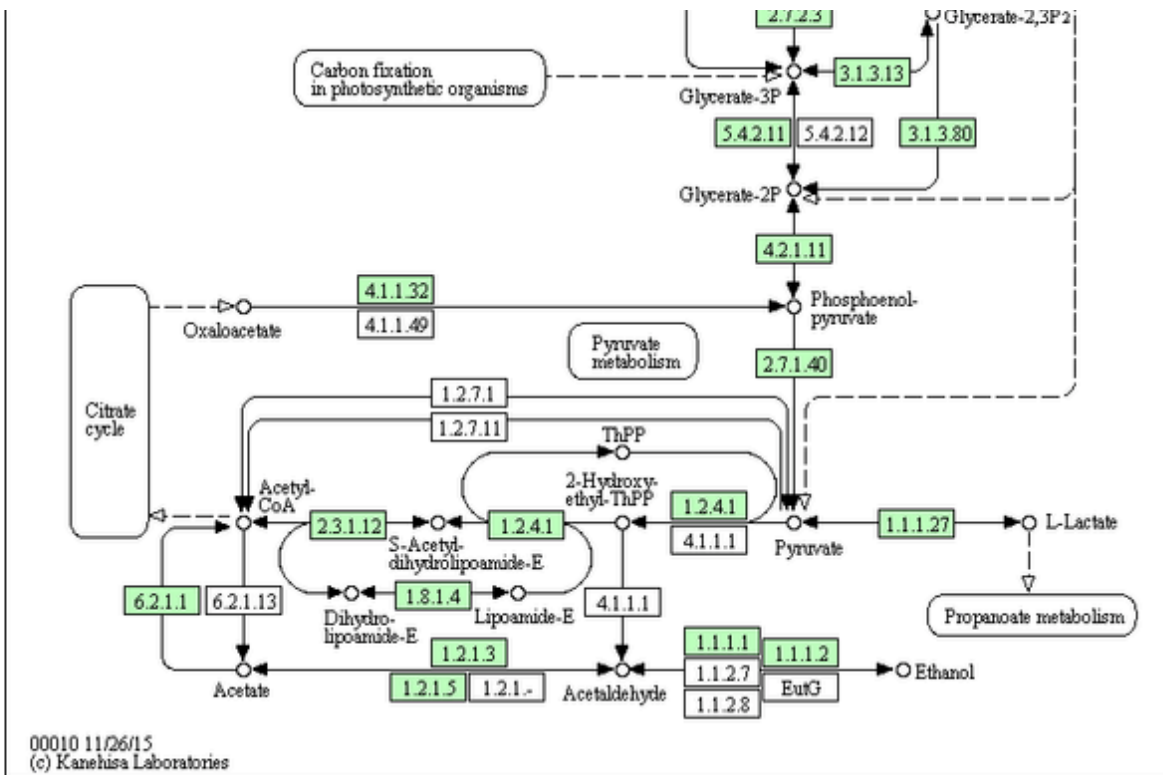 2.7.2.3
Glycerate-2,3P2
Carbon fixation
in photosynthetic organisms
3.1.3.13
Glycerate-3P
5.4.2.11
5.4.2.12
3.1.3.80
Glycerate-2P
4.2.1.11
4.1.1.32
Oxaloacetate
4.1.1.49
Phosphoenol-
pyruvate
Pyruvate
metabolism
2.7.1.40
Citrate
cycle
1.2.7.1
1.2.7.11
ThPP
Acetyl-
CoA
2-Hydroxy-
ethyl-ThPP
2.3.1.12
1.2.4.1
1.2.4.1
4.1.1.1
1.1.1.27
L-Lactate
S-Acetyl-
dihydrolipoamide-E
Pyruvate
6.2.1.1
6.2.1.13
1.8.1.4
4.1.1.1
Dihydro-
lipoamide-E
Lipoamide-E
Propanoate metabolism
1.2.1.3
1.1.1.1
1.1.1.2
Acetate
1.2.1.5
1.2.1.-
Acetaldehyde
1.1.2.7
EutG
Ethanol
1.1.2.8
00010 11/26/15
(c) Kanehisa Laboratories